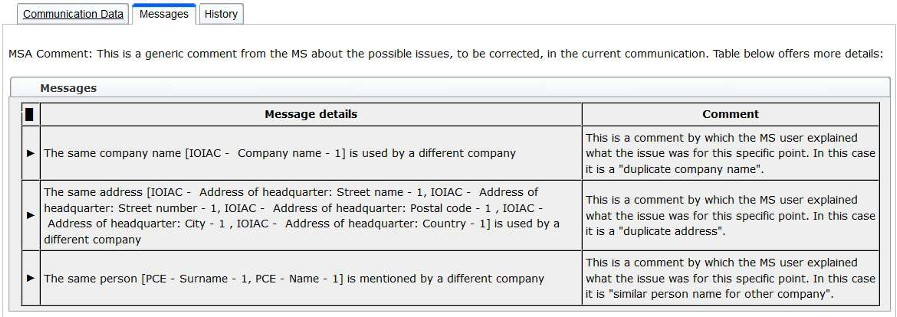 Communication Data Messages History
MSA Comment: This is a generic comment from the MS about the possible issues, to be corrected, in the current communication. Table below offers more details:
Messages
Message details Comment
The same company name [IOIAC - Company name - 1] is used by a different company
This is a comment by which the MS user explained
what the issue was for this specific point. In this case
it is a "duplicate company name".
The same address [IOIAC - Address of headquarter: Street name - 1, IOIAC - Address of
headquarter: Street number - 1, IOIAC - Address of headquarter: Postal code - 1 , IOIAC -
Address of headquarter: City - 1 , IOIAC - Address of headquarter: Country - 1] is used by a
different company
This is a comment by which the MS user explained
what the issue was for this specific point. In this case
it is a "duplicate address".
The same person [PCE - Surname - 1, PCE - Name - 1] is mentioned by a different company
This is a comment by which the MS user explained
what the issue was for this specific point. In this case
it is "similar person name for other company".